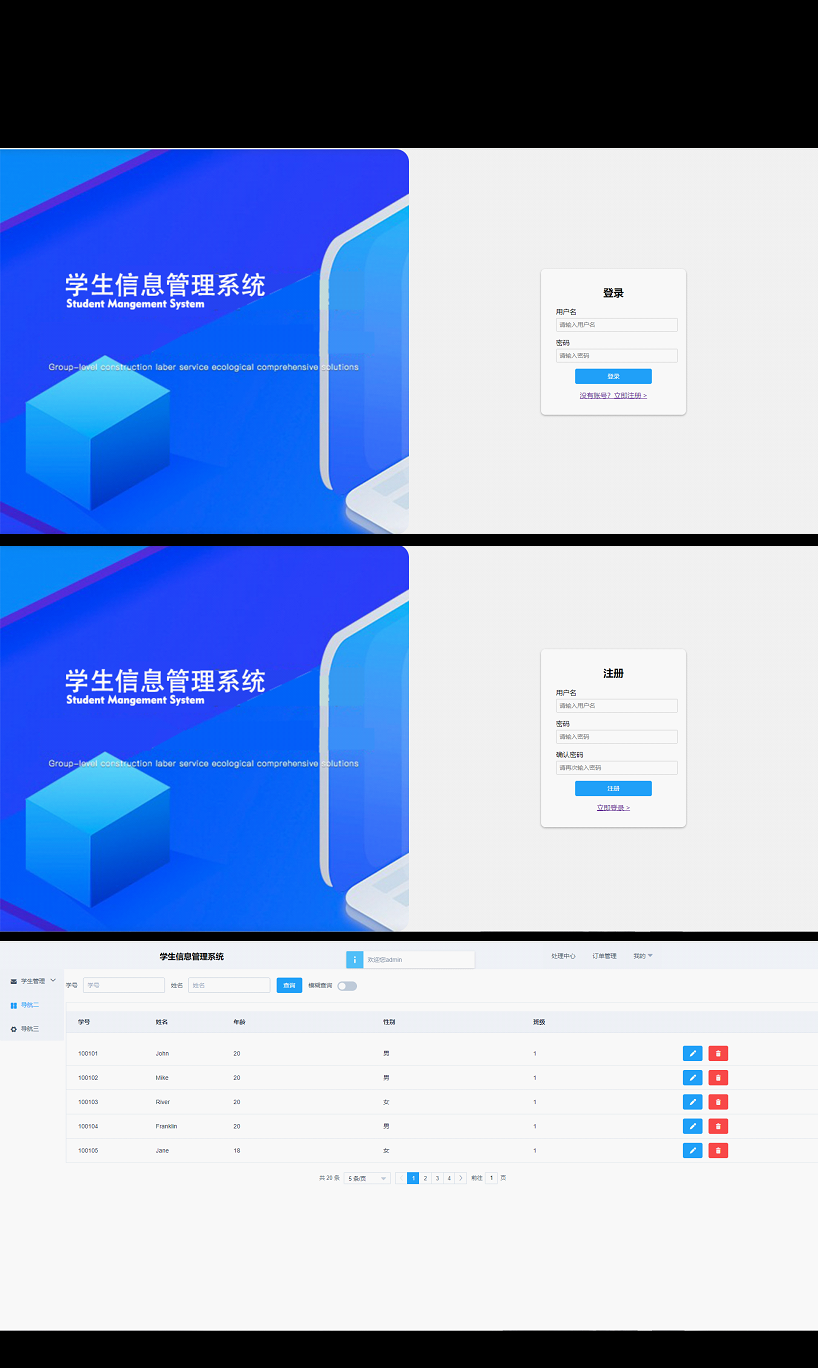 学生信息管理系统
Student Mangement System
Group-level construction laber service ecological comprehensive solutions
登录
用户名
请输入用户名
密码
请输入密码
登录
没有账号？立即注册 >
学生信息管理系统
Student Mangement System
Group-level construction laber service ecological comprehensive solutions
注册
用户名
请输入用户名
密码
请输入密码
确认密码
请再次输入密码
注册
立即登录 >
学生信息管理系统 欢迎您admin 处理中心 订单管理 我的
学生管理
导航二
导航三
学号 学号 姓名 姓名 查询 模糊查询
学号 姓名 年龄 性别 班级
100101 John 20 男 1
100102 Mike 20 男 1
100103 River 20 女 1
100104 Franklin 20 男 1
100105 Jane 18 女 1
共 20 条 5 条/页 1 2 3 4 前往 1 页